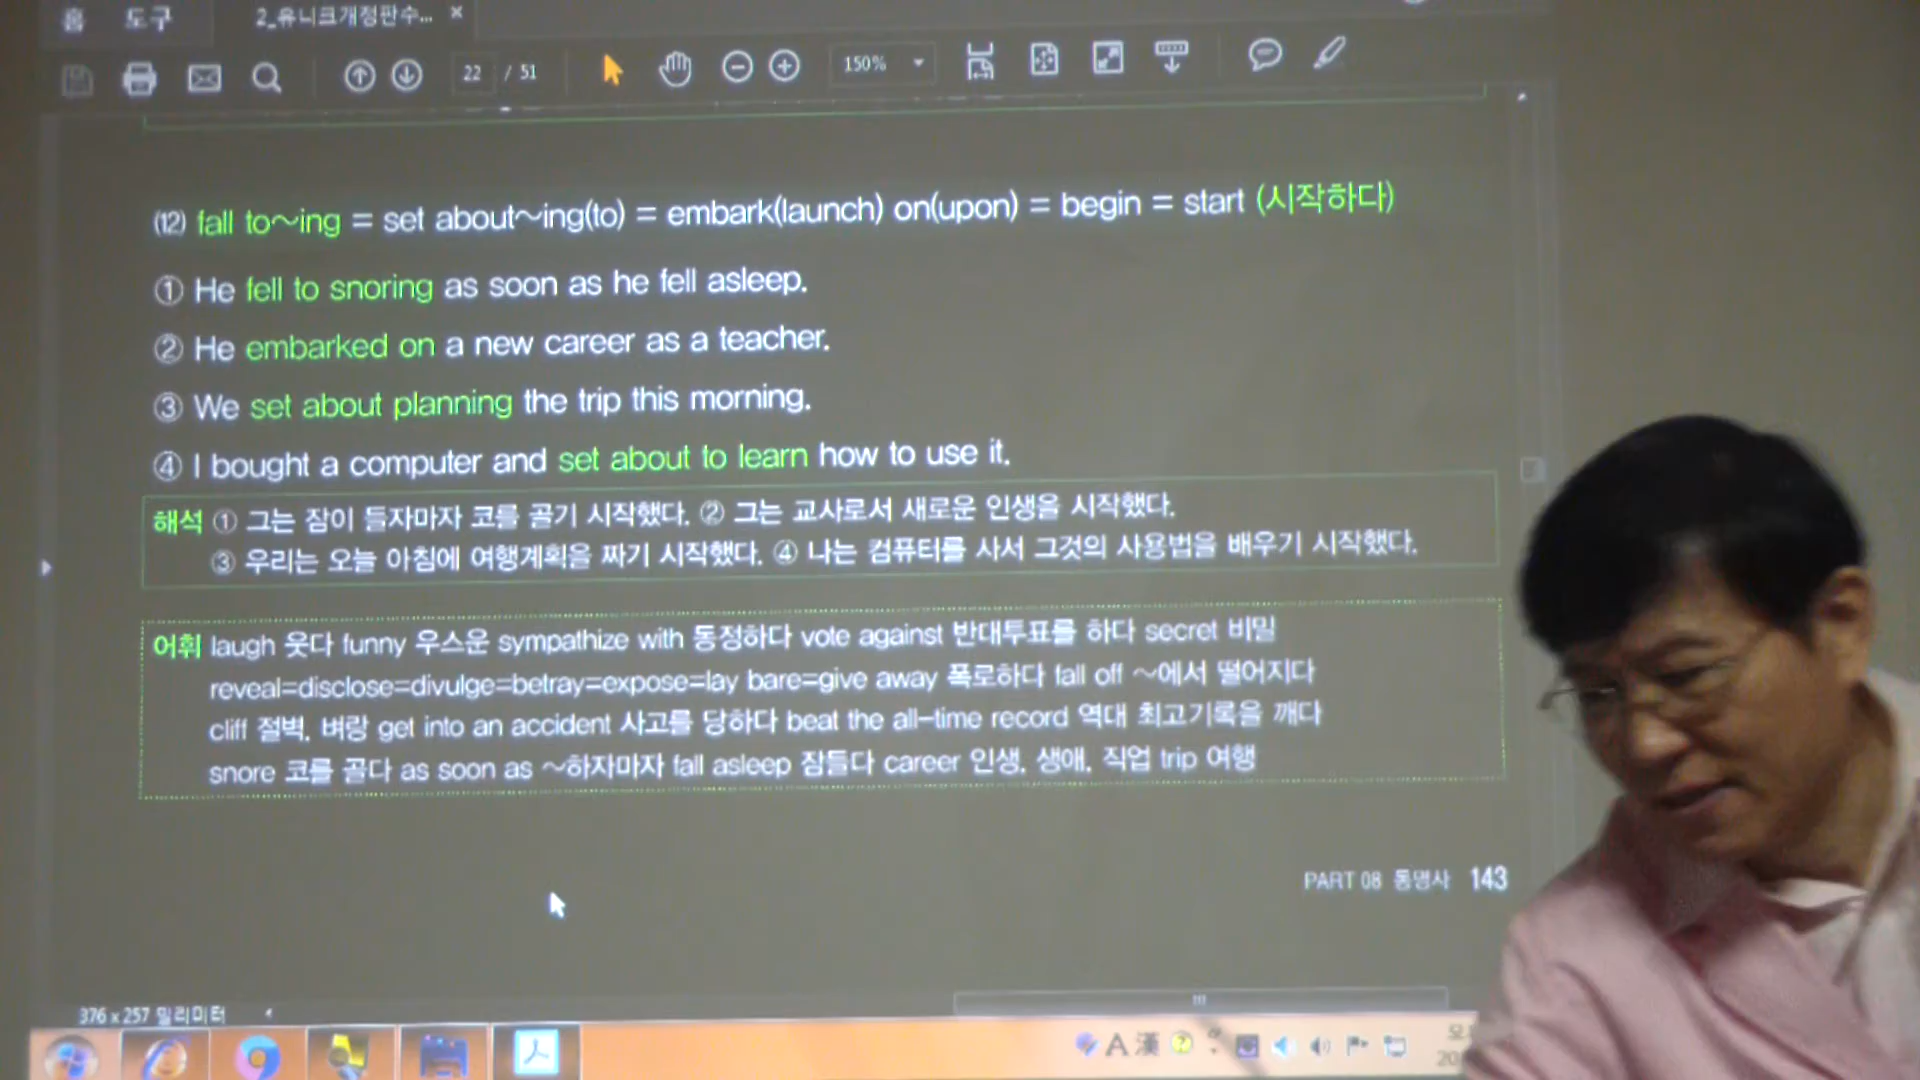 홈 도구 2_유니크개정판수... ×
22 / 51 150%
⑿ fall to~ing = set about~ing(to) = embark(launch) on(upon) = begin = start (시작하다)
① He fell to snoring as soon as he fell asleep.
② He embarked on a new career as a teacher.
③ We set about planning the trip this morning.
④ I bought a computer and set about to learn how to use it.
해석 ① 그는 잠이 들자마자 코를 골기 시작했다. ② 그는 교사로서 새로운 인생을 시작했다.
③ 우리는 오늘 아침에 여행계획을 짜기 시작했다. ④ 나는 컴퓨터를 사서 그것의 사용법을 배우기 시작했다.
어휘 laugh 웃다 funny 우스운 sympathize with 동정하다 vote against 반대투표를 하다 secret 비밀
reveal=disclose=divulge=betray=expose=lay bare=give away 폭로하다 fall off ~에서 떨어지다
cliff 절벽, 벼랑 get into an accident 사고를 당하다 beat the all-time record 역대 최고기록을 깨다
snore 코를 골다 as soon as ~하자마자 fall asleep 잠들다 career 인생, 생애, 직업 trip 여행
PART 08 동명사 143
376 x 257 밀리미터
A 漢